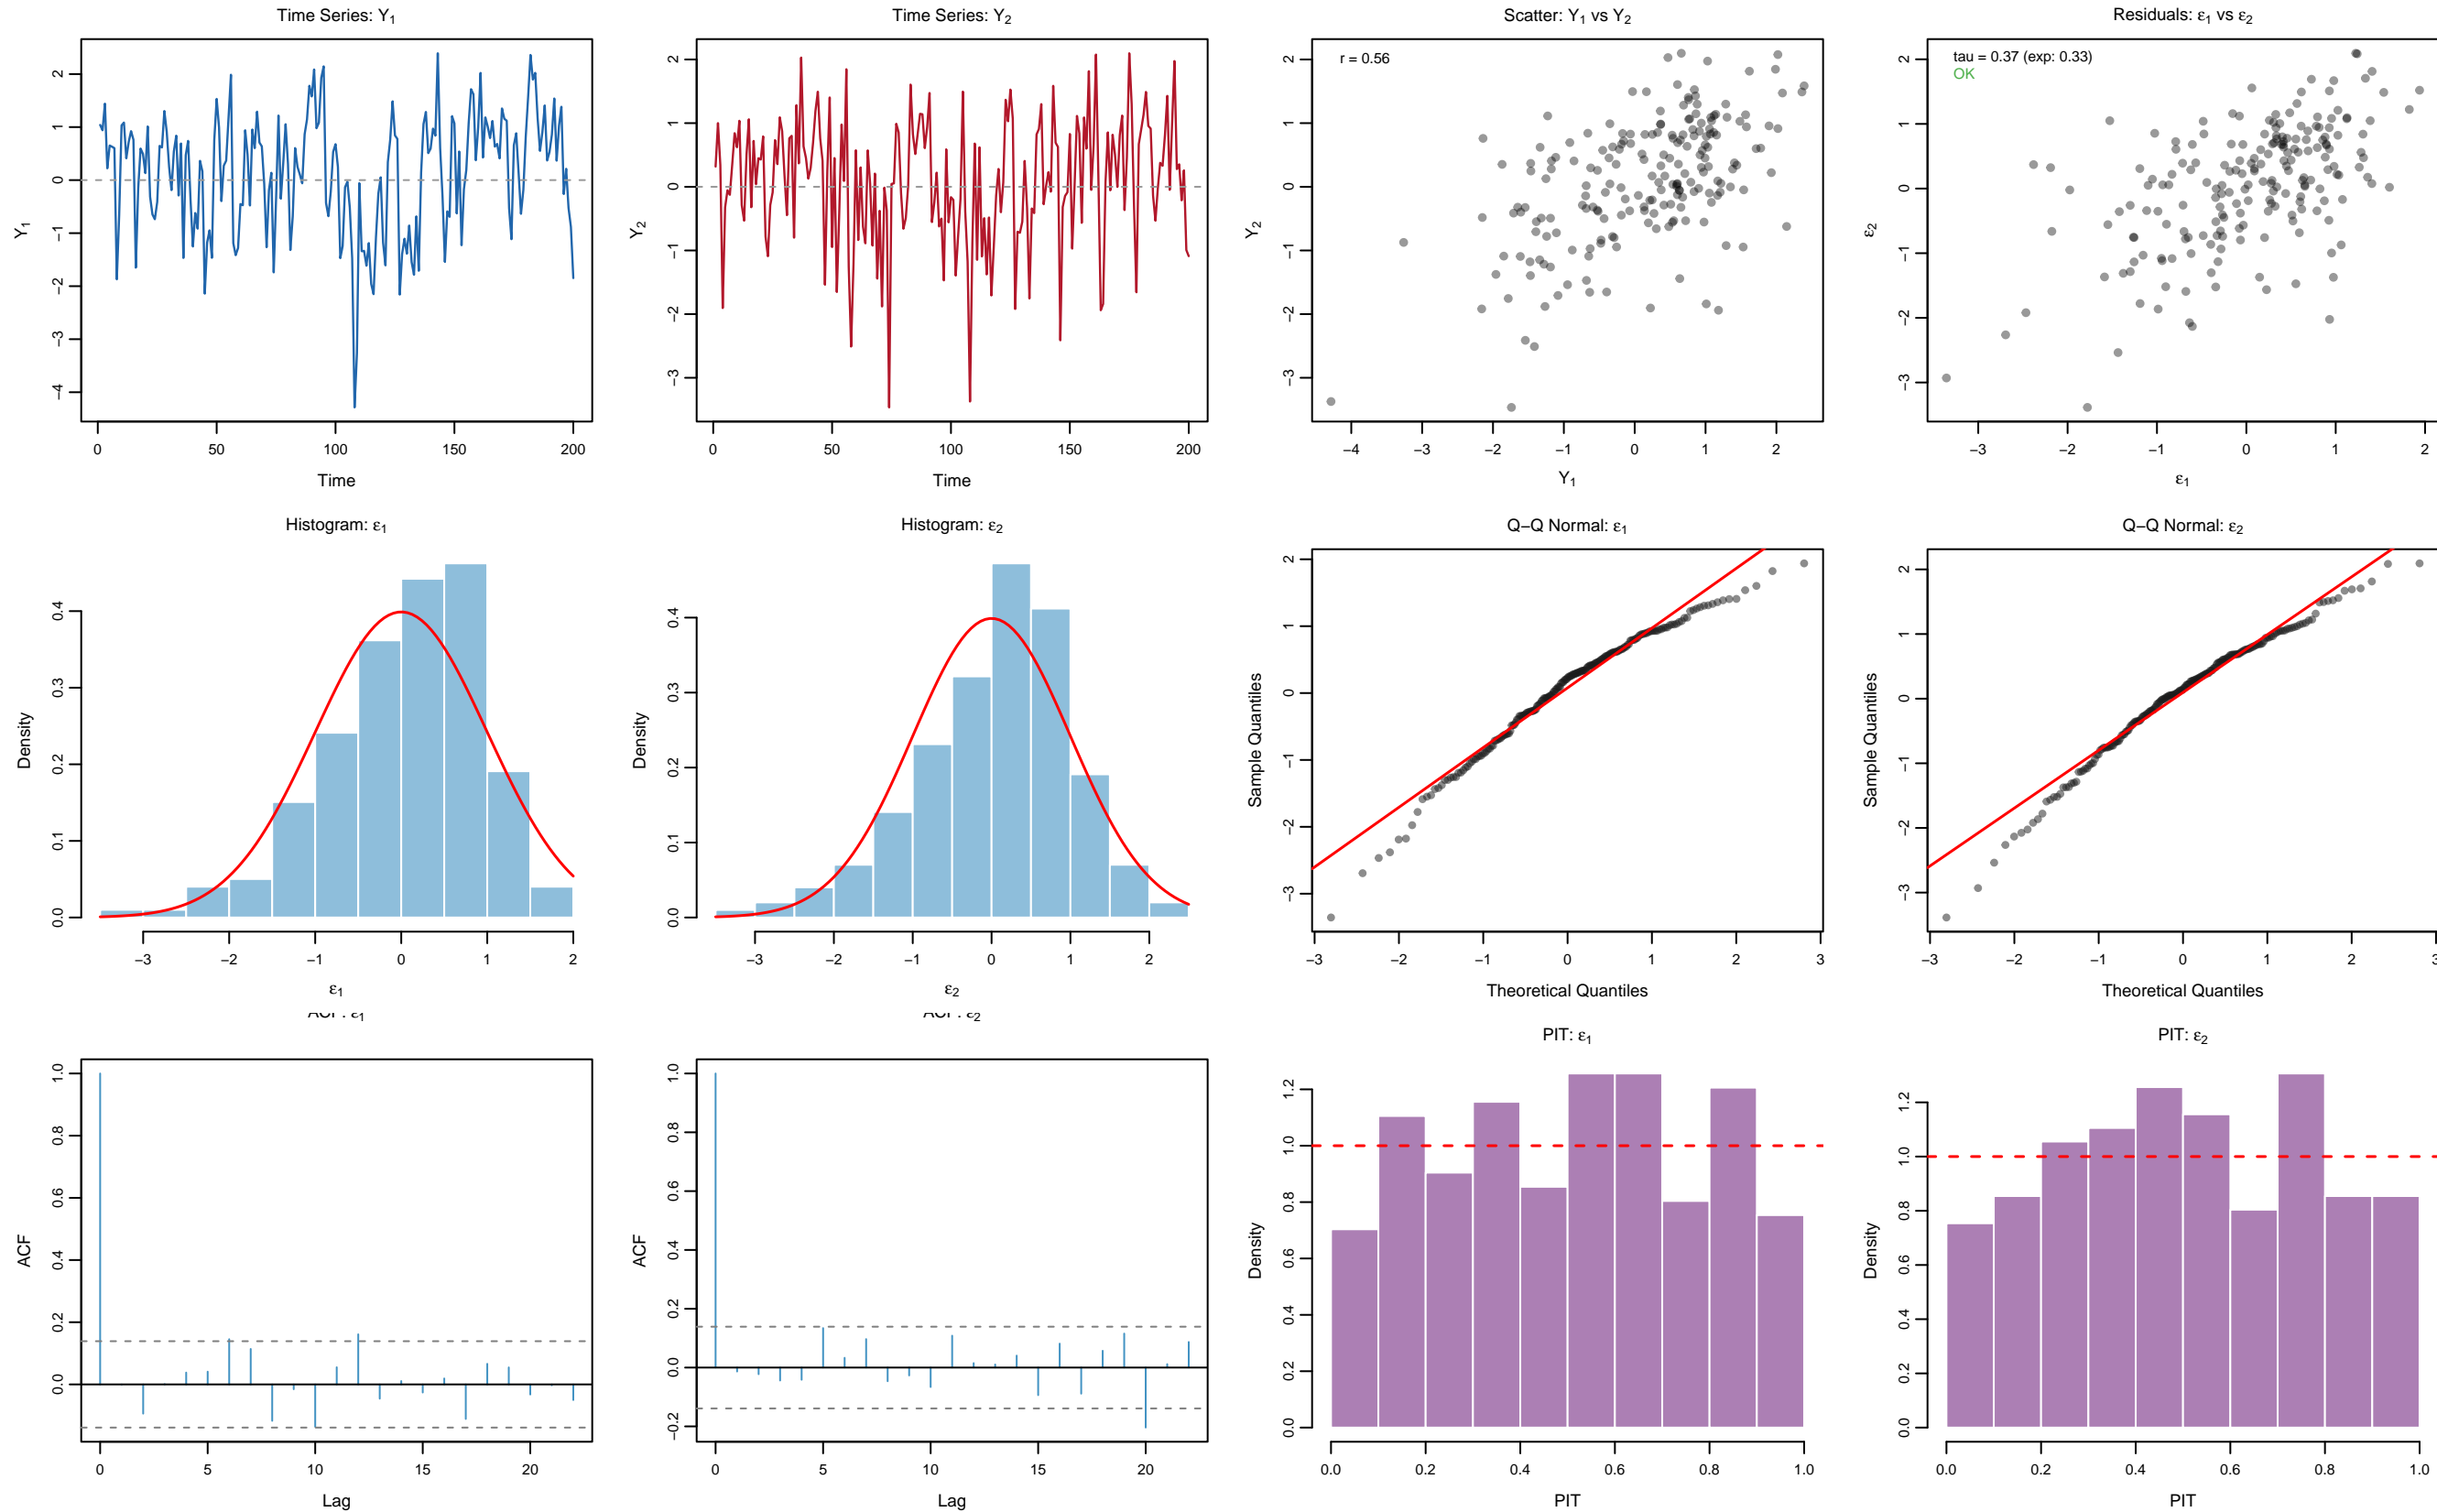 Time Series: Y1
2
1
0
−1
−2
−3
−4
Y1
0 50 100 150 200
Time
Time Series: Y2
2
1
0
−1
−2
−3
Y2
0 50 100 150 200
Time
Scatter: Y1 vs Y2
r = 0.56
2
1
0
−1
−2
−3
Y2
−4 −3 −2 −1 0 1 2
Y1
Residuals: ε1 vs ε2
tau = 0.37 (exp: 0.33)
OK
2
1
0
−1
−2
−3
ε2
−3 −2 −1 0 1 2
ε1
Histogram: ε1
0.4
0.3
0.2
0.1
0.0
Density
−3 −2 −1 0 1 2
ε1
Histogram: ε2
0.4
0.3
0.2
0.1
0.0
Density
−3 −2 −1 0 1 2
ε2
Q−Q Normal: ε1
2
1
0
−1
−2
−3
Sample Quantiles
−3 −2 −1 0 1 2 3
Theoretical Quantiles
Q−Q Normal: ε2
2
1
0
−1
−2
−3
Sample Quantiles
−3 −2 −1 0 1 2 3
Theoretical Quantiles
ACF: ε1
1.0
0.8
0.6
0.4
0.2
0.0
ACF
0 5 10 15 20
Lag
ACF: ε2
1.0
0.8
0.6
0.4
0.2
0.0
−0.2
ACF
0 5 10 15 20
Lag
PIT: ε1
1.2
1.0
0.8
0.6
0.4
0.2
0.0
Density
0.0 0.2 0.4 0.6 0.8 1.0
PIT
PIT: ε2
1.2
1.0
0.8
0.6
0.4
0.2
0.0
Density
0.0 0.2 0.4 0.6 0.8 1.0
PIT